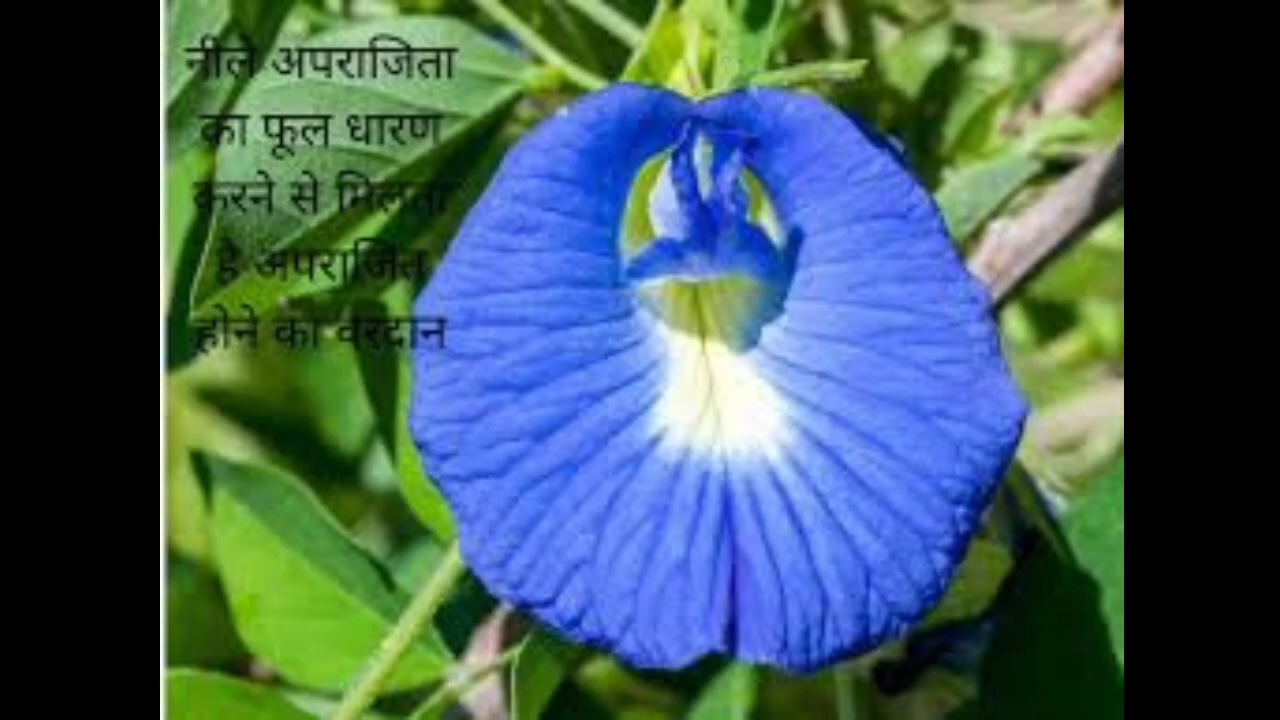 नीले अपराजिता
का फूल धारण
करने से मिलता
है अपराजित
होने का वरदान